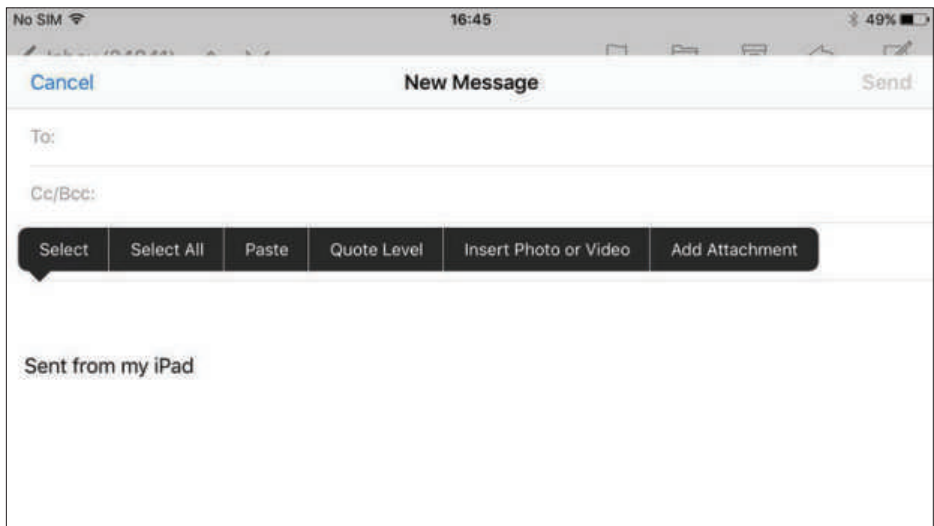 No SIM 16:45 49%
Cancel New Message Send
To:
Cc/Bcc:
Select Select All Paste Quote Level Insert Photo or Video Add Attachment
Sent from my iPad